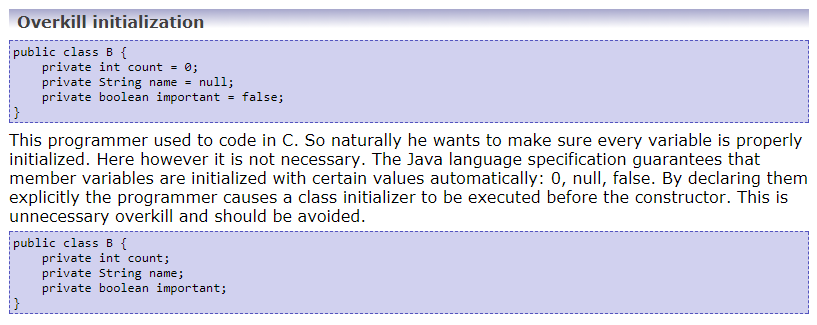 Overkill initialization
public class B {
    private int count = 0;
    private String name = null;
    private boolean important = false;
}
This programmer used to code in C. So naturally he wants to make sure every variable is properly
initialized. Here however it is not necessary. The Java language specification guarantees that
member variables are initialized with certain values automatically: 0, null, false. By declaring them
explicitly the programmer causes a class initializer to be executed before the constructor. This is
unnecessary overkill and should be avoided.
public class B {
    private int count;
    private String name;
    private boolean important;
}